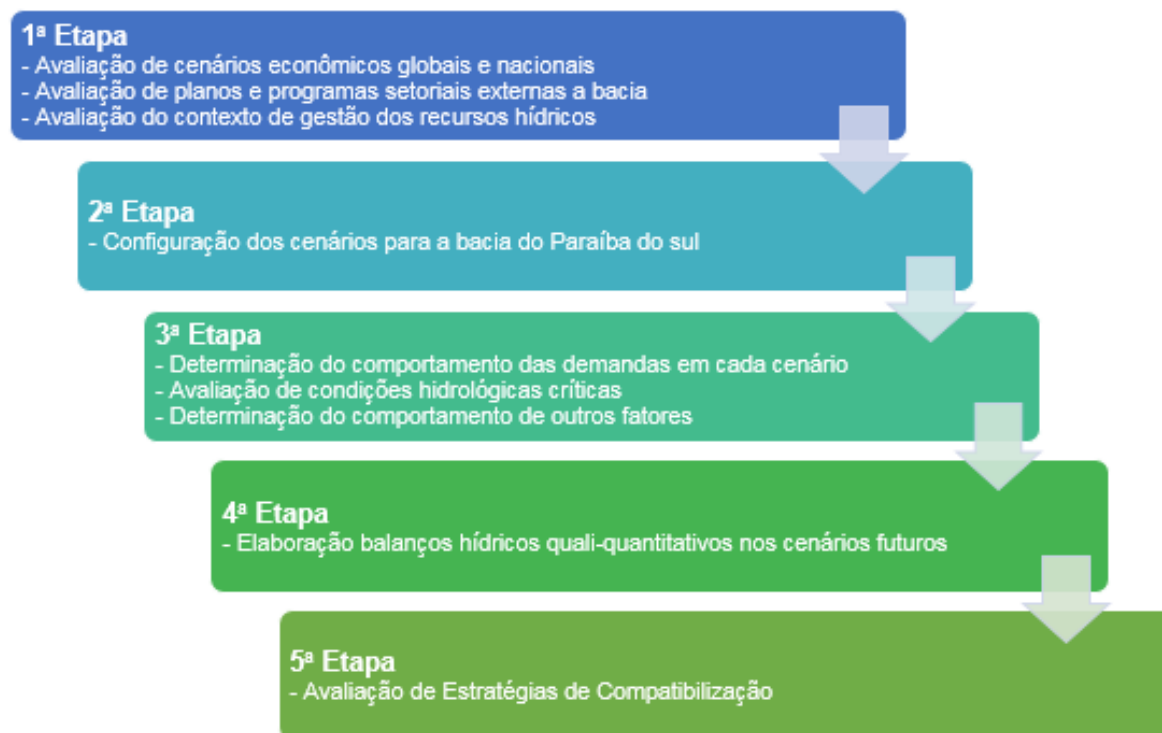 1ª Etapa
- Avaliação de cenários econômicos globais e nacionais
- Avaliação de planos e programas setoriais externas a bacia
- Avaliação do contexto de gestão dos recursos hídricos
2ª Etapa
- Configuração dos cenários para a bacia do Paraíba do sul
3ª Etapa
- Determinação do comportamento das demandas em cada cenário
- Avaliação de condições hidrológicas críticas
- Determinação do comportamento de outros fatores
4ª Etapa
- Elaboração balanços hídricos quali-quantitativos nos cenários futuros
5ª Etapa
- Avaliação de Estratégias de Compatibilização